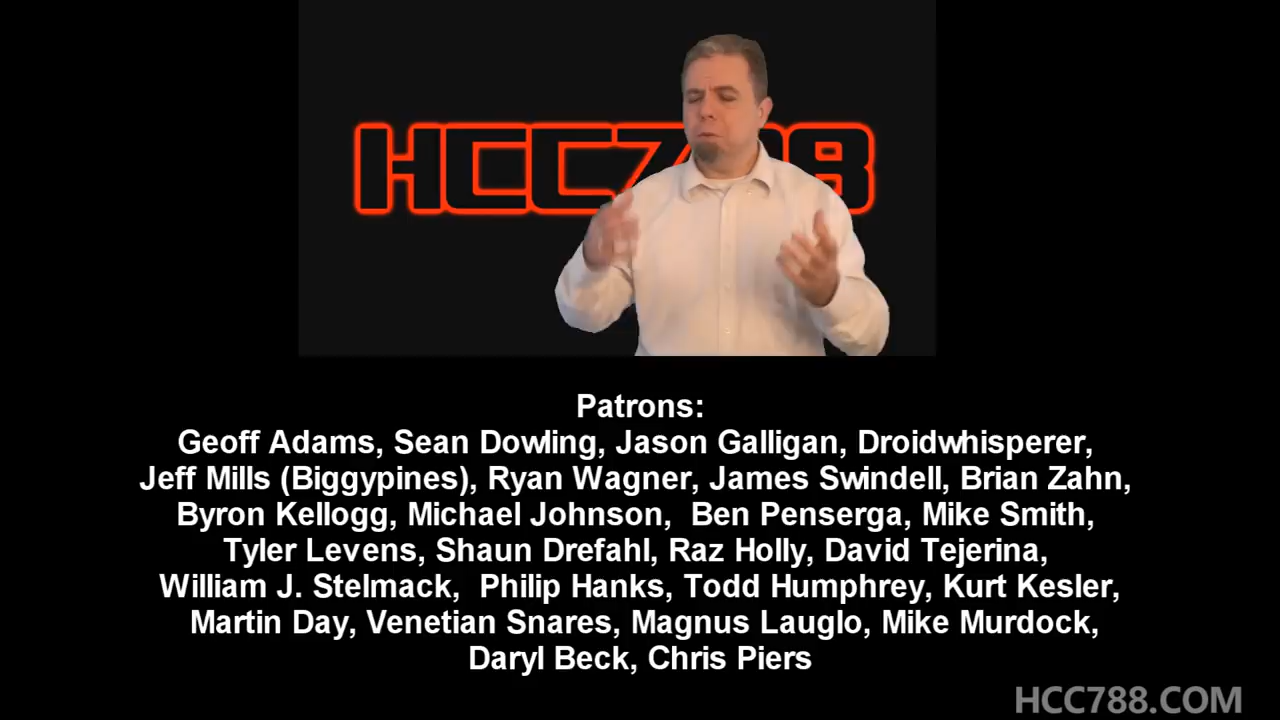 HCC788
Patrons:
Geoff Adams, Sean Dowling, Jason Galligan, Droidwhisperer,
Jeff Mills (Biggypines), Ryan Wagner, James Swindell, Brian Zahn,
Byron Kellogg, Michael Johnson,  Ben Penserga, Mike Smith,
Tyler Levens, Shaun Drefahl, Raz Holly, David Tejerina,
William J. Stelmack,  Philip Hanks, Todd Humphrey, Kurt Kesler,
Martin Day, Venetian Snares, Magnus Lauglo, Mike Murdock,
Daryl Beck, Chris Piers
HCC788.COM